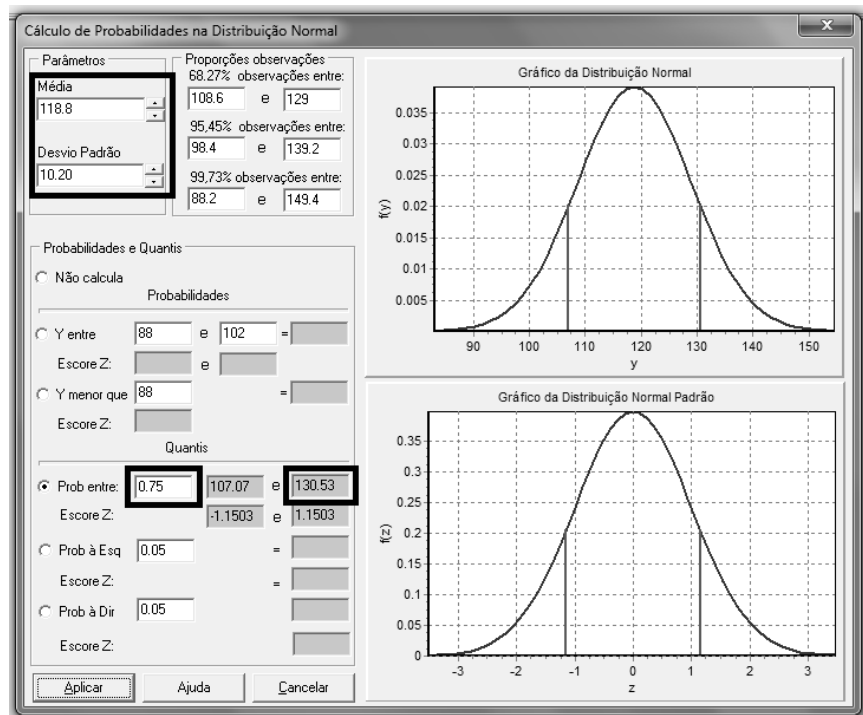 Cálculo de Probabilidades na Distribuição Normal
x
Parâmetros
Média
118.8
Desvio Padrão
10.20
Proporções observações
68.27% observações entre:
108.6 e 129
95,45% observações entre:
98.4 e 139.2
99,73% observações entre:
88.2 e 149.4
Probabilidades e Quantis
Não calcula
Probabilidades
Y entre 88 e 102 =
Escore Z: e
Y menor que 88 =
Escore Z:
Quantis
Prob entre: 0.75 107.07 e 130.53
Escore Z: -1.1503 e 1.1503
Prob à Esq 0.05 =
Escore Z: =
Prob à Dir 0.05
Escore Z:
Aplicar Ajuda Cancelar
Gráfico da Distribuição Normal
0.035
0.03
0.025
0.02
0.015
0.01
0.005
f(y)
90 100 110 120 130 140 150
y
Gráfico da Distribuição Normal Padrão
0.35
0.3
0.25
0.2
0.15
0.1
0.05
0
f(z)
-3 -2 -1 0 1 2 3
z